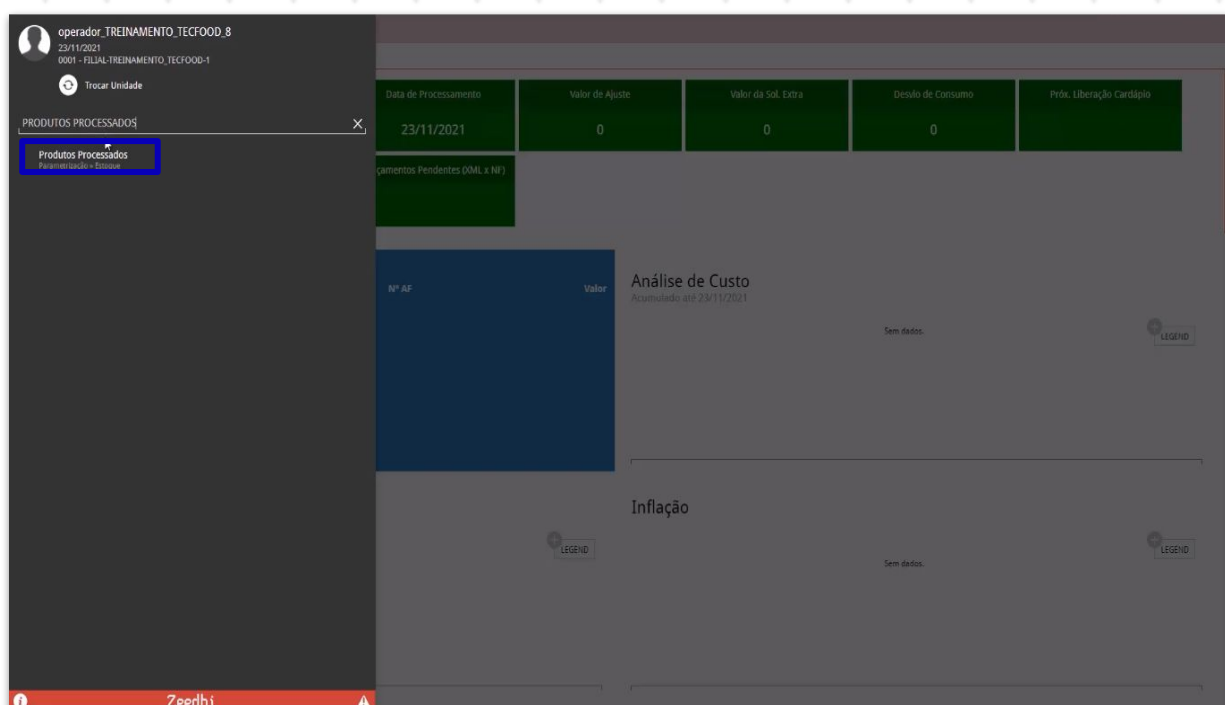 operador_TREINAMENTO_TECFOOD_8
23/11/2021
0001 - FILIAL-TREINAMENTO_TECFOOD-1
Trocar Unidade
PRODUTOS PROCESSADOS
Produtos Processados
Parametrização » Estoque
Data de Processamento
23/11/2021
Valor de Ajuste
0
Valor da Sol. Extra
0
Desvio de Consumo
0
Próx. Liberação Cardápio
çamentos Pendentes (XML x NF)
Nº AF
Valor
Análise de Custo
Acumulado até 23/11/2021
Sem dados.
LEGEND
LEGEND
Inflação
Sem dados.
LEGEND
Zeedhi